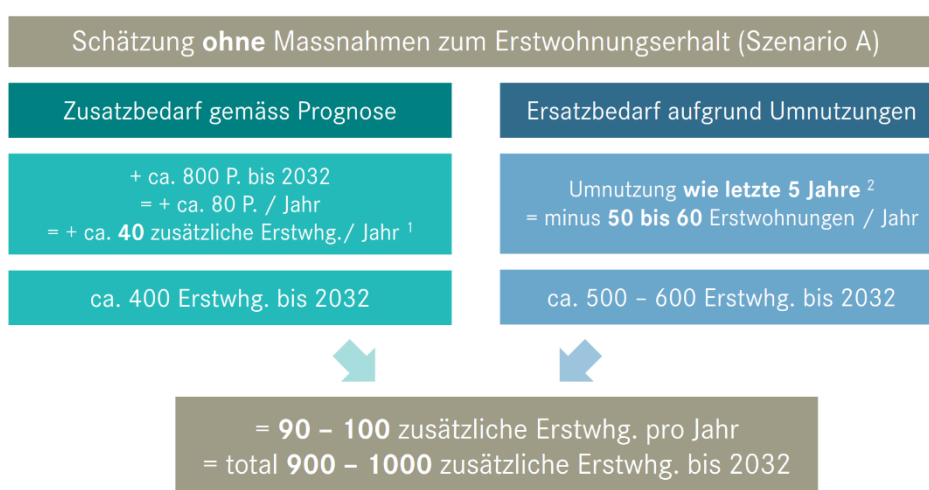 Schätzung ohne Massnahmen zum Erstwohnungserhalt (Szenario A)
Zusatzbedarf gemäss Prognose
+ ca. 800 P. bis 2032
= + ca. 80 P. / Jahr
= + ca. 40 zusätzliche Erstwhg./ Jahr ¹
ca. 400 Erstwhg. bis 2032
Ersatzbedarf aufgrund Umnutzungen
Umnutzung wie letzte 5 Jahre ²
= minus 50 bis 60 Erstwohnungen / Jahr
ca. 500 – 600 Erstwhg. bis 2032
= 90 – 100 zusätzliche Erstwhg. pro Jahr
= total 900 – 1000 zusätzliche Erstwhg. bis 2032